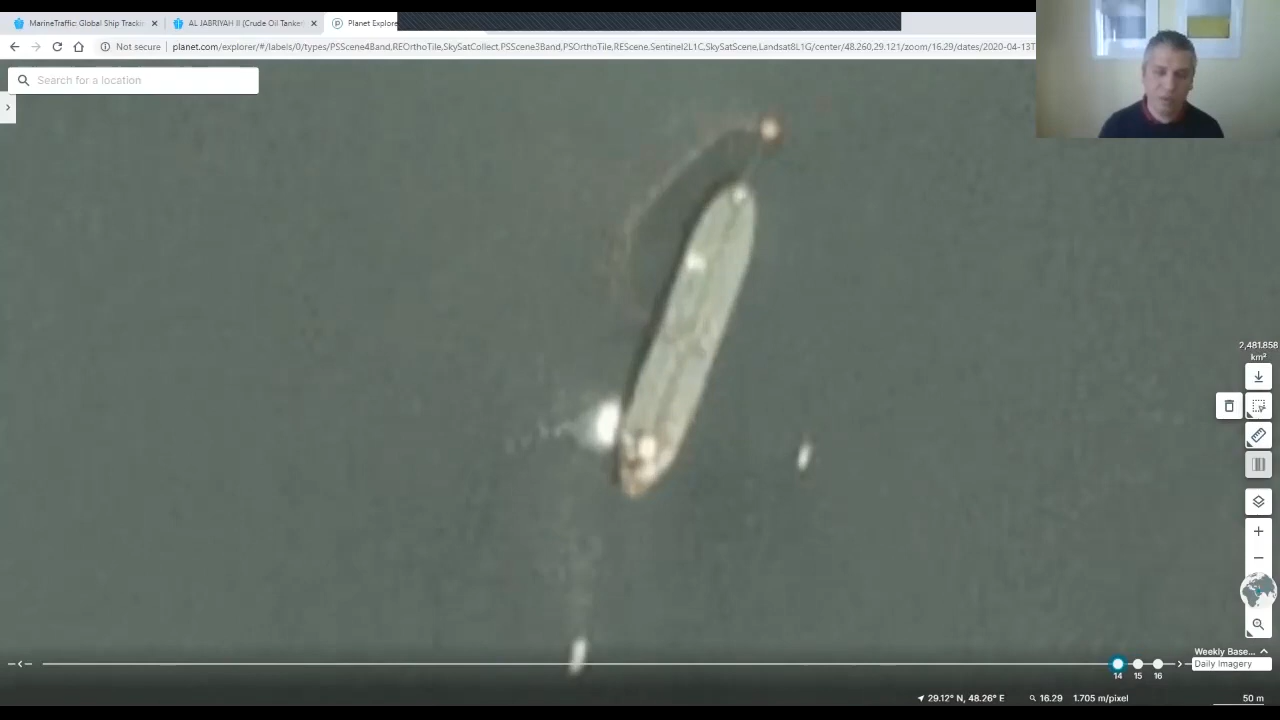 MarineTraffic: Global Ship Trackin
AL JABRIYAH II (Crude Oil Tanker)
Planet Explore
Not secure
planet.com/explorer/#/labels/0/types/PSScene4Band,REOrthoTile,SkySatCollect,PSScene3Band,PSOrthoTile,REScene,Sentinel2L1C,SkySatScene,Landsat8L1G/center/48.260,29.121/zoom/16.29/dates/2020-04-13T
Search for a location
2,481.858
km²
Weekly Base...
Daily Imagery
14 15 16
29.12° N, 48.26° E
16.29
1.705 m/pixel
50 m